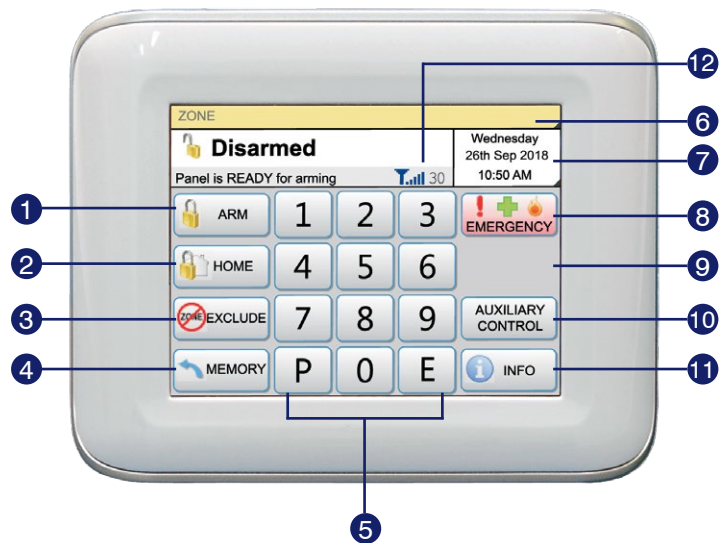 12
ZONE
6
Disarmed
Wednesday
26th Sep 2018
10:50 AM
7
Panel is READY for arming
30
1
ARM
1
2
3
EMERGENCY
8
2
HOME
4
5
6
9
3
ZONE
EXCLUDE
7
8
9
AUXILIARY
CONTROL
10
4
MEMORY
P
0
E
INFO
11
5